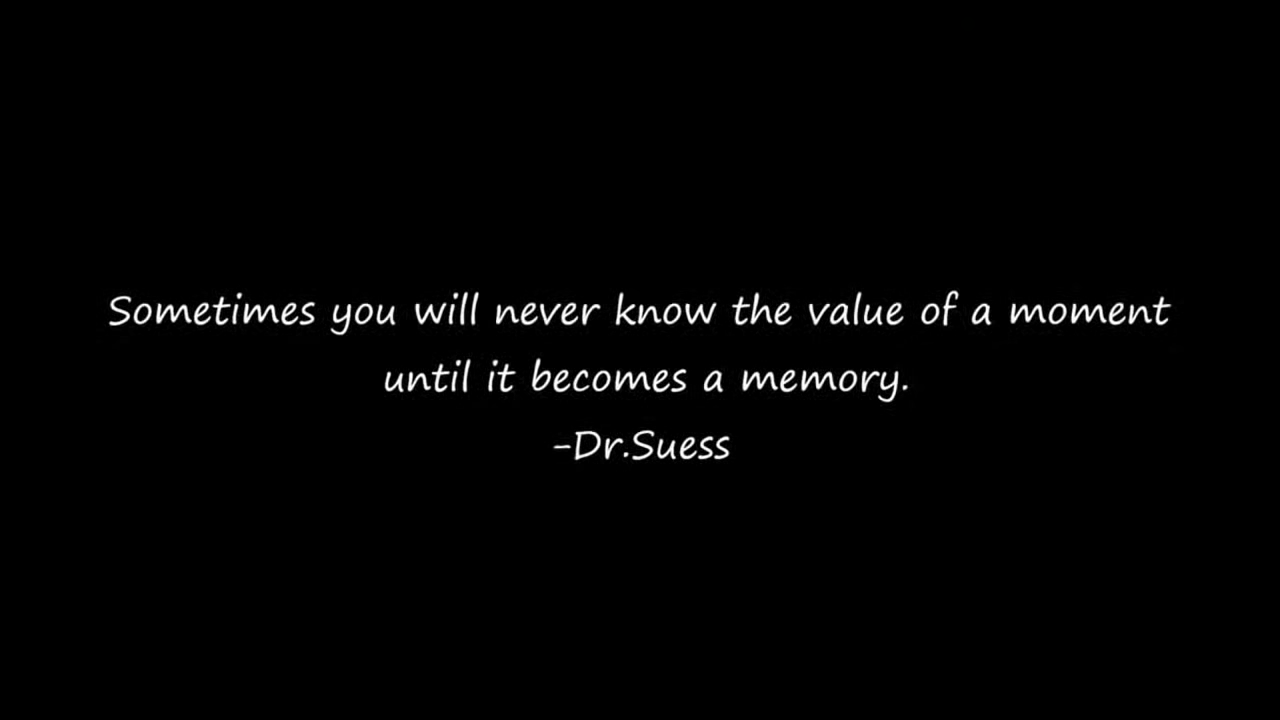 Sometimes you will never know the value of a moment
until it becomes a memory.
-Dr.Suess